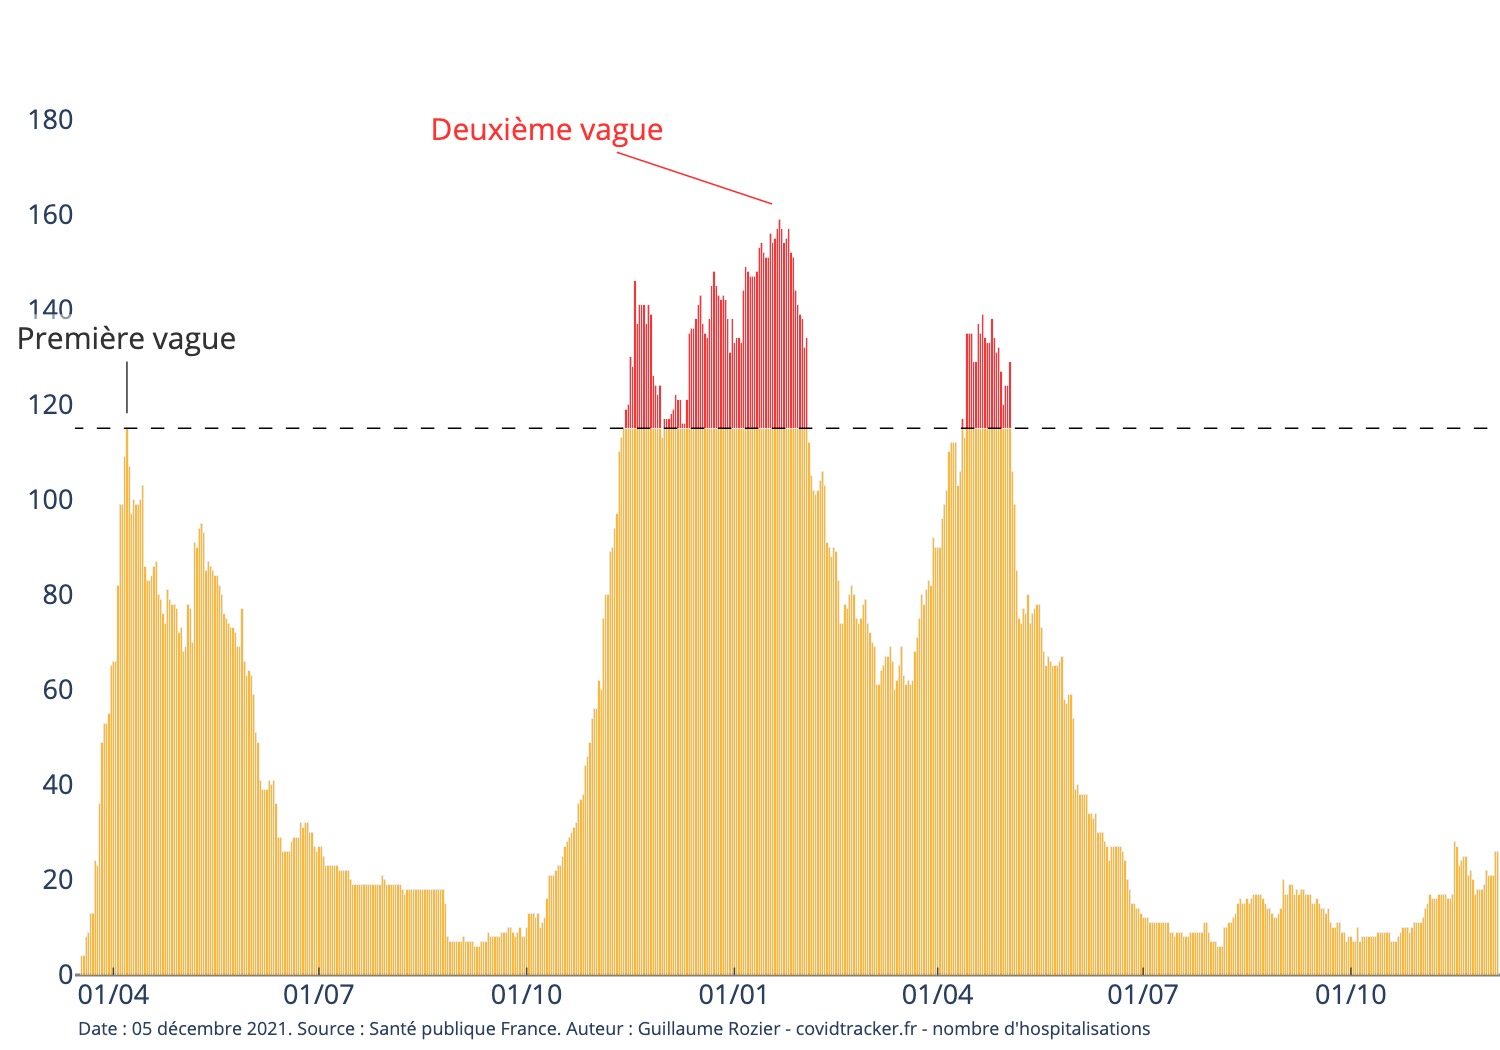 180
Deuxième vague
160
140
Première vague
120
100
80
60
40
20
0
01/04 01/07 01/10 01/01 01/04 01/07 01/10
Date : 05 décembre 2021. Source : Santé publique France. Auteur : Guillaume Rozier - covidtracker.fr - nombre d'hospitalisations